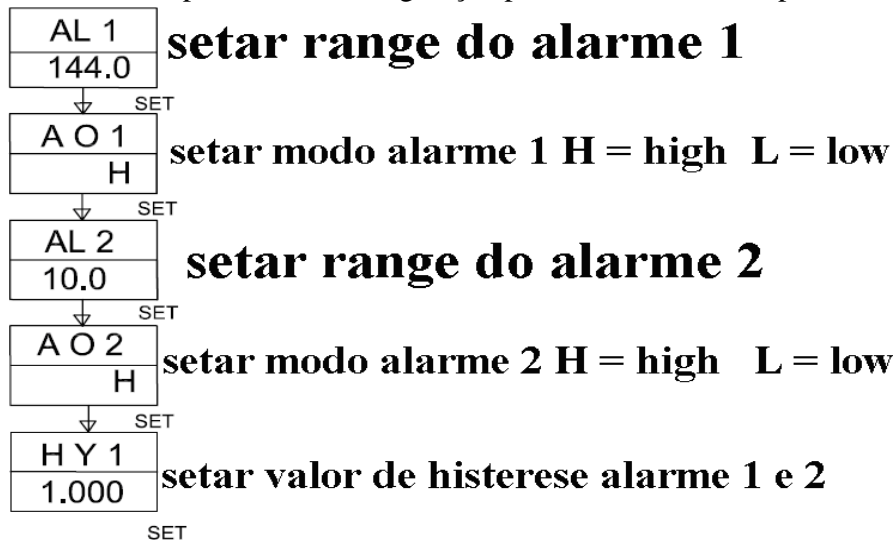 AL 1 setar range do alarme 1
144.0
SET
A O 1 setar modo alarme 1 H = high L = low
H
SET
AL 2 setar range do alarme 2
10.0
SET
A O 2 setar modo alarme 2 H = high L = low
H
SET
H Y 1 setar valor de histerese alarme 1 e 2
1.000
SET